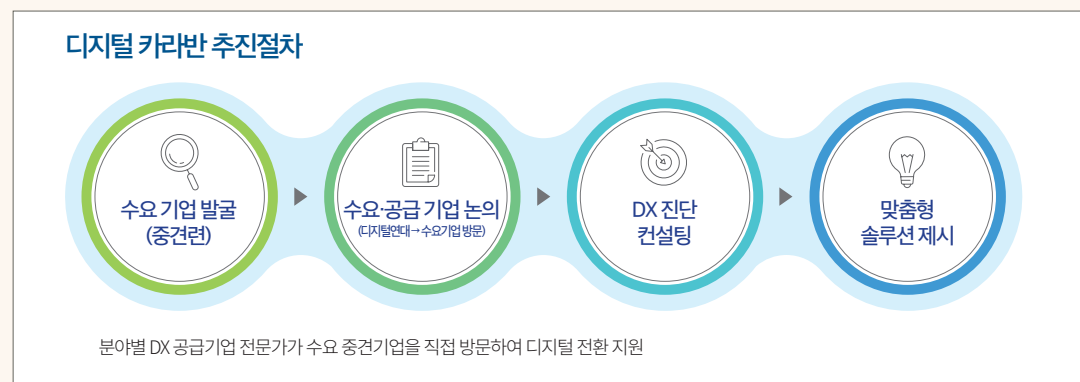 디지털 카라반 추진절차
수요 기업 발굴
(중견련)
수요·공급 기업 논의
(디지털연대→수요기업 방문)
DX 진단
컨설팅
맞춤형
솔루션 제시
분야별 DX 공급기업 전문가가 수요 중견기업을 직접 방문하여 디지털 전환 지원